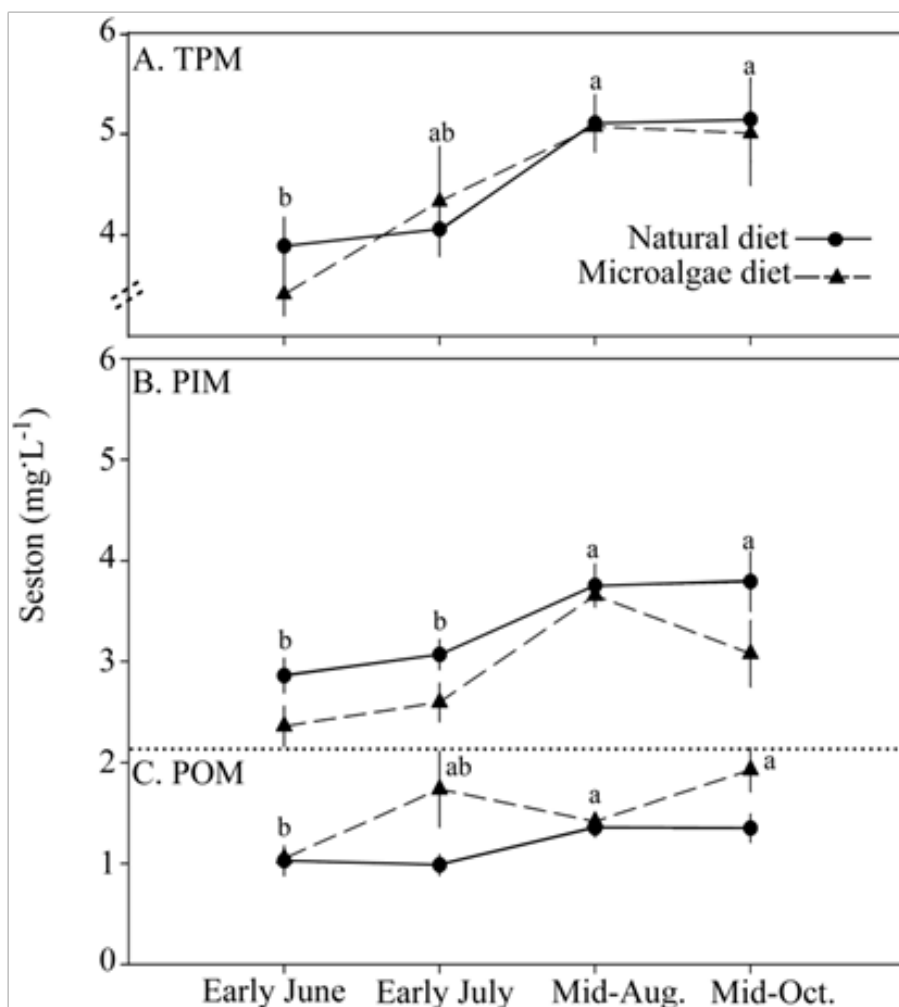 6
A. TPM
a
a
ab
5
b
4
Natural diet
Microalgae diet
6
B. PIM
5
Seston (mg·L⁻¹)
4
a
a
b
b
3
2
C. POM
ab
a
a
b
1
0
Early June Early July Mid-Aug. Mid-Oct.